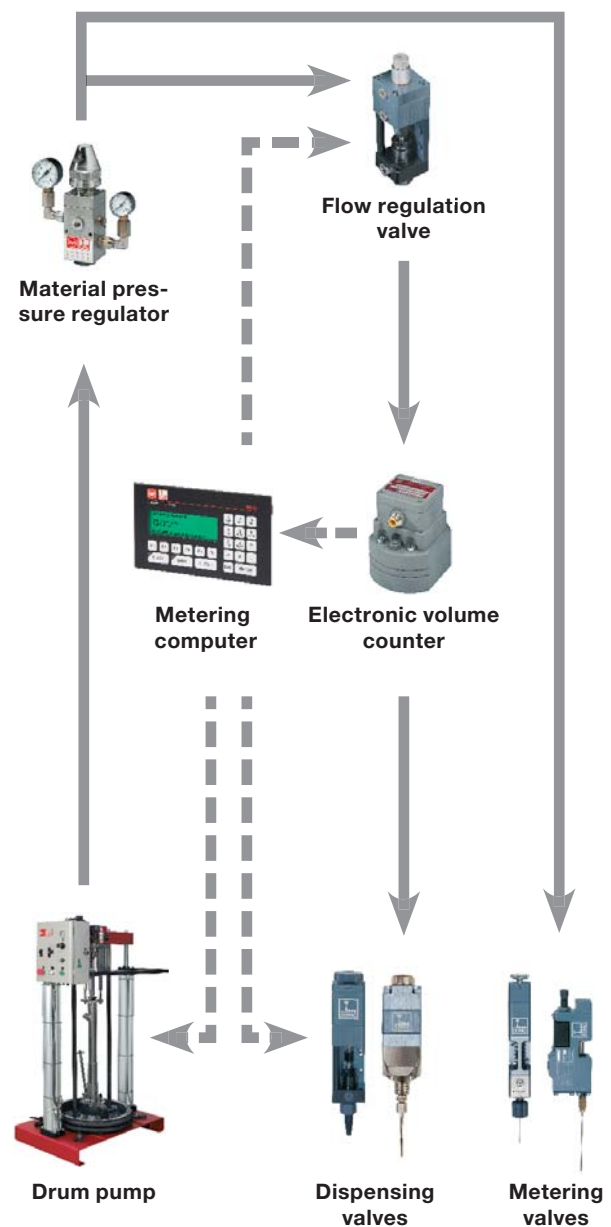 Flow regulation
valve
Material pres-
sure regulator
Metering
computer
Electronic volume
counter
Drum pump
Dispensing
valves
Metering
valves